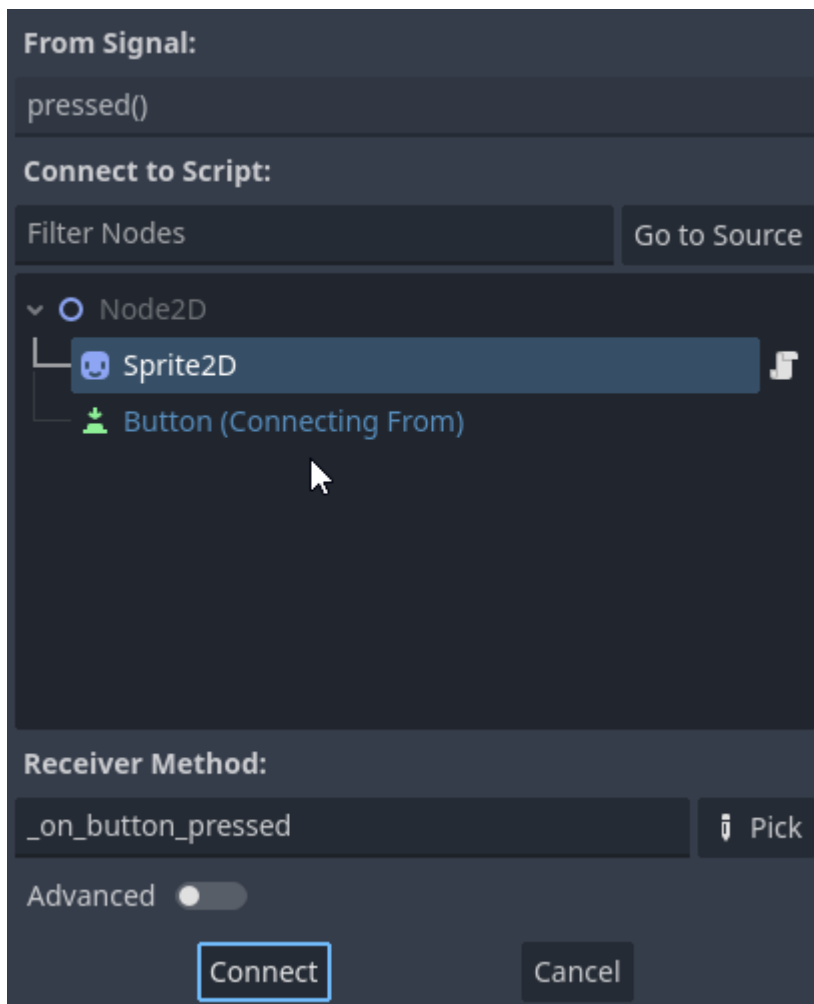 From Signal:
pressed()
Connect to Script:
Filter Nodes Go to Source
Node2D
Sprite2D
Button (Connecting From)
Receiver Method:
_on_button_pressed Pick
Advanced
Connect Cancel